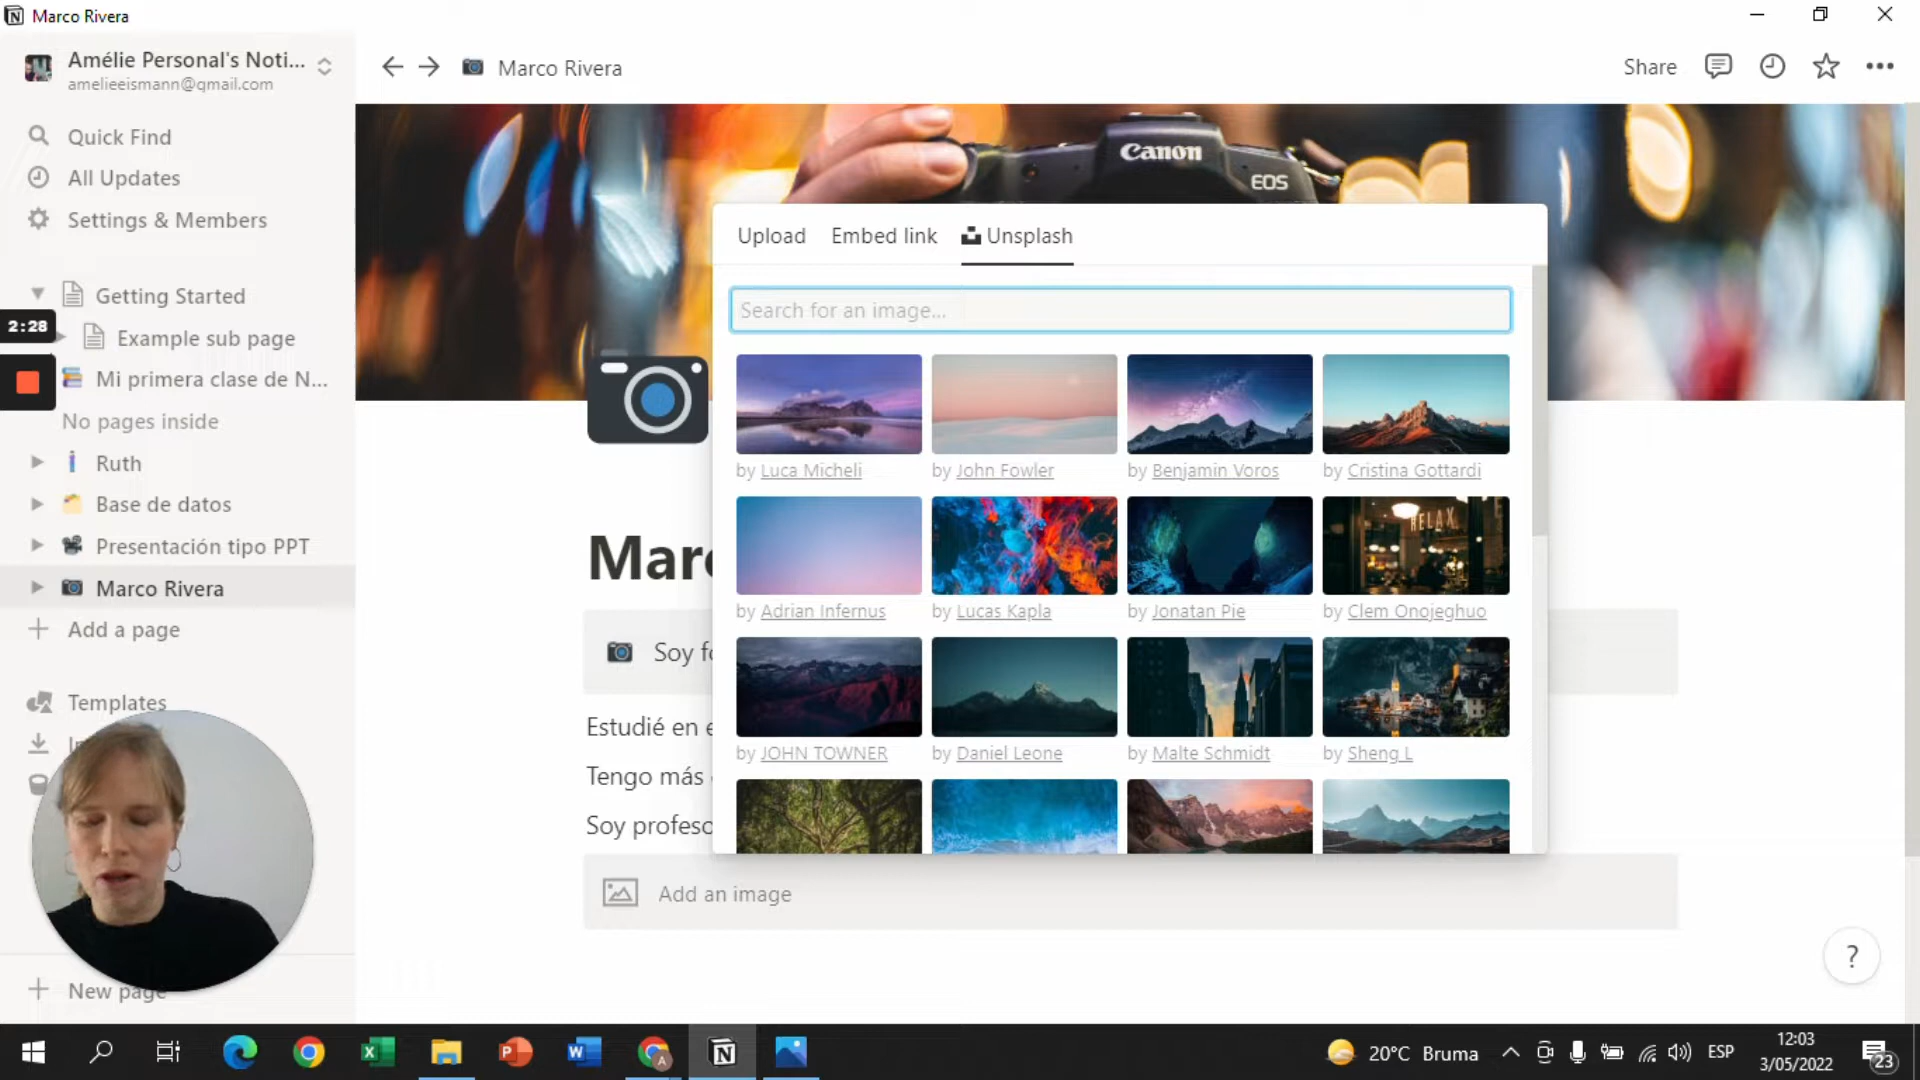 Marco Rivera
Amélie Personal's Noti...
amelieeismann@gmail.com
Marco Rivera
Share
Quick Find
All Updates
Settings & Members
Canon
EOS
Upload
Embed link
Unsplash
Getting Started
2:28
Example sub page
Mi primera clase de N...
No pages inside
Ruth
Base de datos
Presentación tipo PPT
Marco Rivera
Add a page
Templates
New page
Search for an image...
by Luca Micheli
by John Fowler
by Benjamin Voros
by Cristina Gottardi
RELAX
by Adrian Infernus
by Lucas Kapla
by Jonatan Pie
by Clem Onojeghuo
by JOHN TOWNER
by Daniel Leone
by Malte Schmidt
by Sheng L
Soy
Estudié en
Tengo más
Soy
Add an image
?
20°C Bruma
ESP
12:03
3/05/2022
23